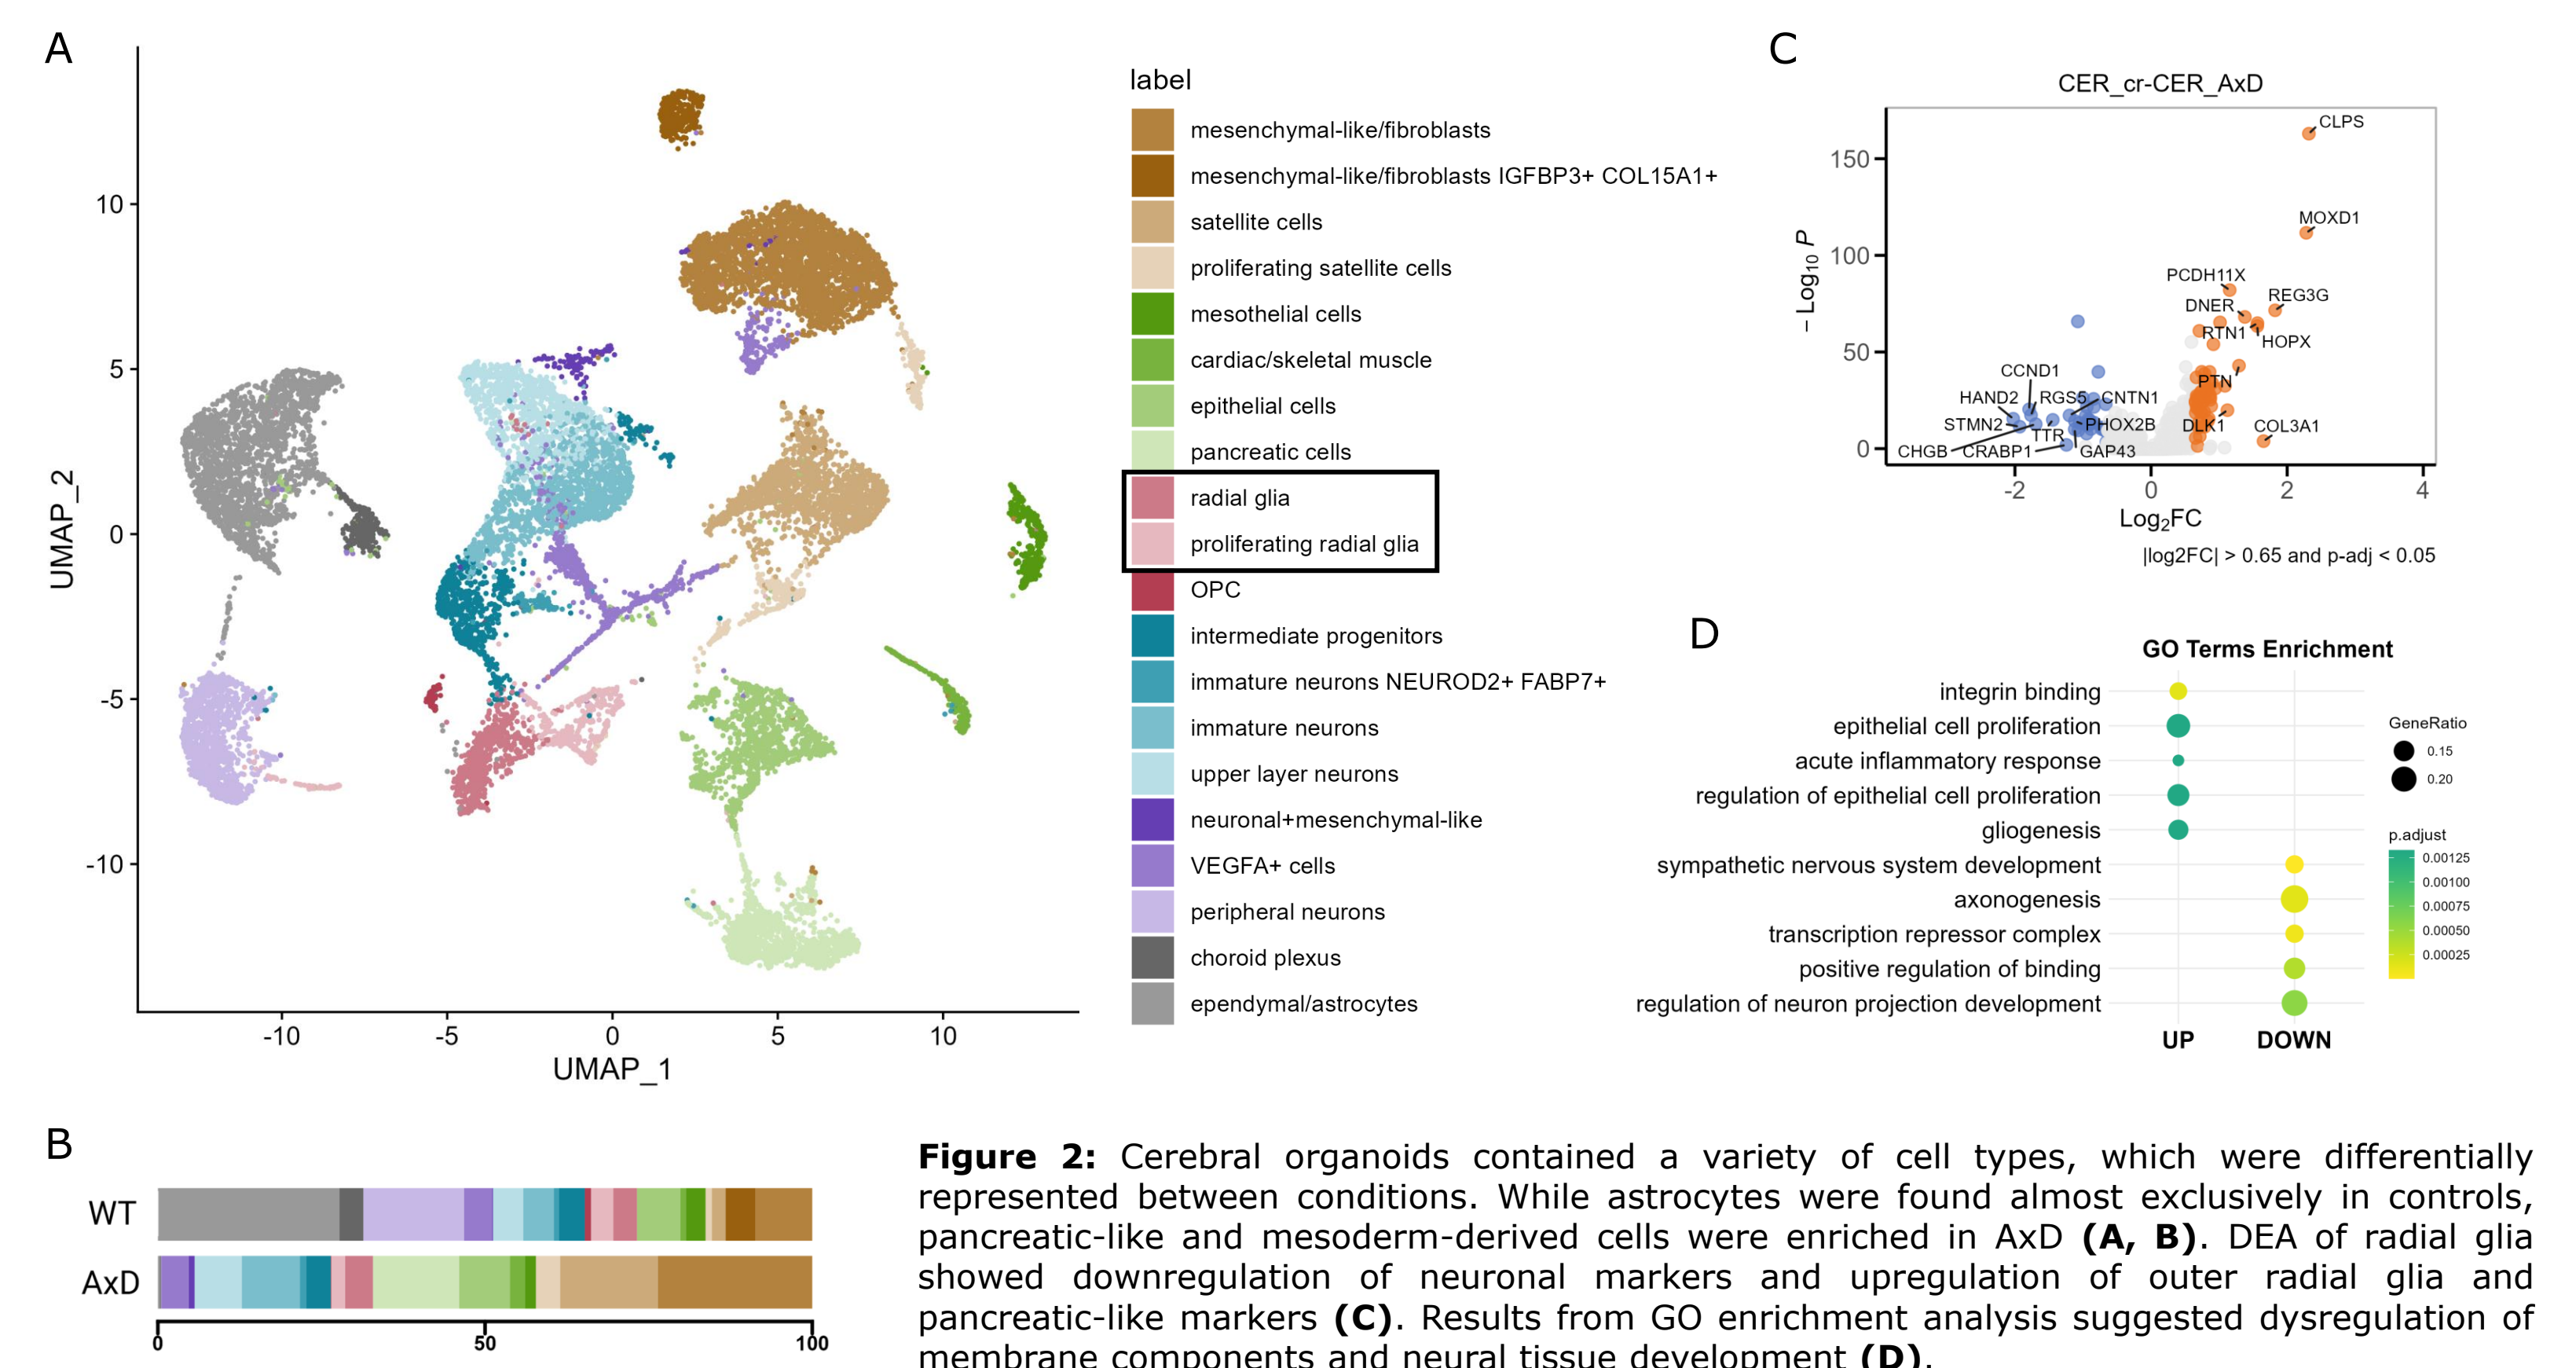 A
10
5
0
-5
-10
UMAP_2
-10
-5
0
5
10
UMAP_1
label
mesenchymal-like/fibroblasts
mesenchymal-like/fibroblasts IGFBP3+ COL15A1+
satellite cells
proliferating satellite cells
mesothelial cells
cardiac/skeletal muscle
epithelial cells
pancreatic cells
radial glia
proliferating radial glia
OPC
intermediate progenitors
immature neurons NEUROD2+ FABP7+
immature neurons
upper layer neurons
neuronal+mesenchymal-like
VEGFA+ cells
peripheral neurons
choroid plexus
ependymal/astrocytes
C
CER_cr-CER_AxD
CLPS
150
MOXD1
– Log10 P
100
PCDH11X
REG3G
DNER
RTN1
HOPX
50
CCND1
PTN
HAND2
RGS5
CNTN1
STMN2
PHOX2B
DLK1
COL3A1
TTR
0
CHGB
CRABP1
GAP43
-2
0
2
4
Log2FC
|log2FC| > 0.65 and p-adj < 0.05
D
GO Terms Enrichment
integrin binding
epithelial cell proliferation
acute inflammatory response
regulation of epithelial cell proliferation
gliogenesis
sympathetic nervous system development
axonogenesis
transcription repressor complex
positive regulation of binding
regulation of neuron projection development
UP
DOWN
GeneRatio
0.15
0.20
p.adjust
0.00125
0.00100
0.00075
0.00050
0.00025
B
WT
AxD
0
50
100
Figure 2: Cerebral organoids contained a variety of cell types, which were differentially
represented between conditions. While astrocytes were found almost exclusively in controls,
pancreatic-like and mesoderm-derived cells were enriched in AxD (A, B). DEA of radial glia
showed downregulation of neuronal markers and upregulation of outer radial glia and
pancreatic-like markers (C). Results from GO enrichment analysis suggested dysregulation of
membrane components and neural tissue development (D).